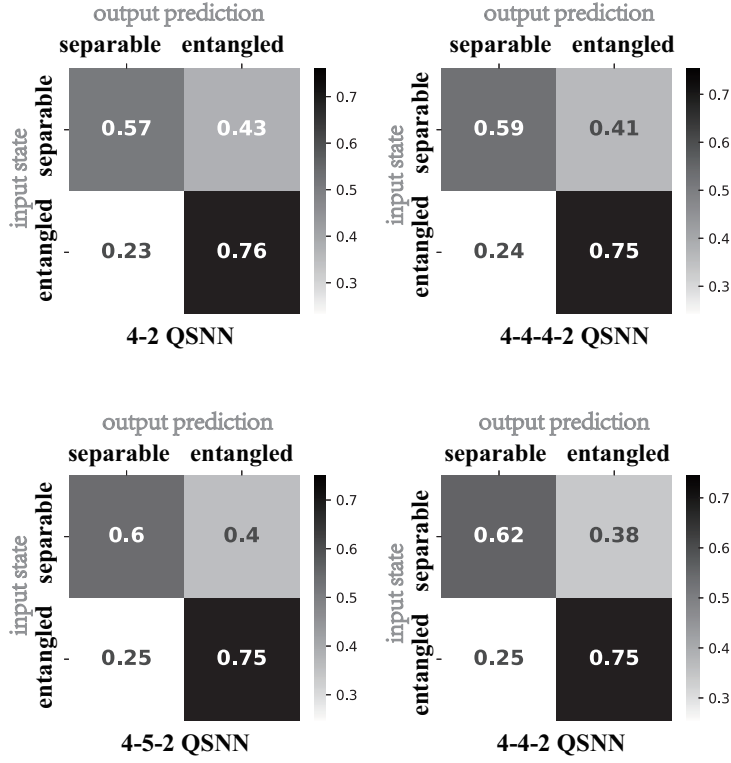 output prediction
separable entangled
input state
separable
entangled
0.57 0.43
0.23 0.76
0.7
0.6
0.5
0.4
0.3
4-2 QSNN
output prediction
separable entangled
input state
separable
entangled
0.59 0.41
0.24 0.75
0.7
0.6
0.5
0.4
0.3
4-4-4-2 QSNN
output prediction
separable entangled
input state
separable
entangled
0.6 0.4
0.25 0.75
0.7
0.6
0.5
0.4
0.3
4-5-2 QSNN
output prediction
separable entangled
input state
separable
entangled
0.62 0.38
0.25 0.75
0.7
0.6
0.5
0.4
0.3
4-4-2 QSNN